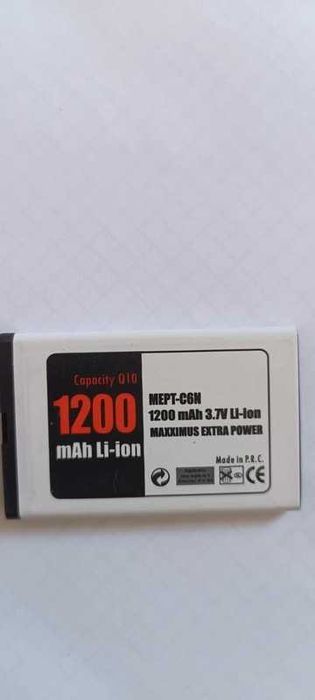 Capacity Q10
1200
mAh Li-ion
MEPT-C6N
1200 mAh 3.7V Li-ion
MAXXIMUS EXTRA POWER
Made in P.R.C.
CE